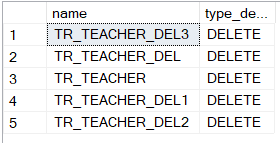 name type_de...
1 TR_TEACHER_DEL3 DELETE
2 TR_TEACHER_DEL DELETE
3 TR_TEACHER DELETE
4 TR_TEACHER_DEL1 DELETE
5 TR_TEACHER_DEL2 DELETE